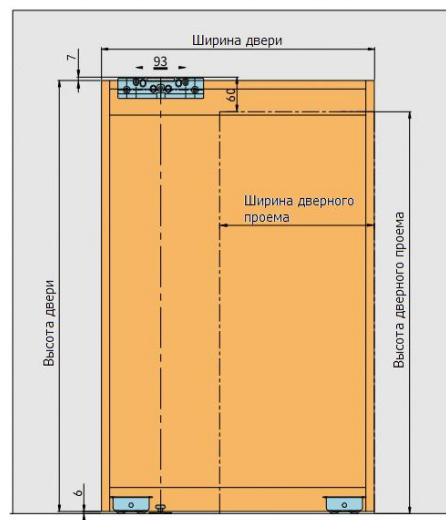 Ширина двери
7
93
60
Ширина дверного
проема
Высота двери
Высота дверного проема
6